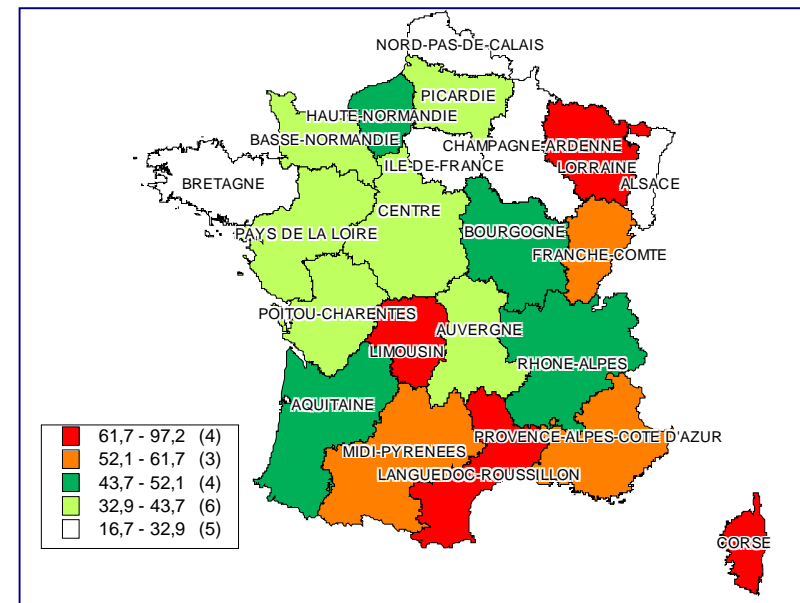 NORD-PAS-DE-CALAIS
PICARDIE
HAUTE-NORMANDIE
BASSE-NORMANDIE
CHAMPAGNE-ARDENNE
ILE-DE-FRANCE
LORRAINE
ALSACE
BRETAGNE
CENTRE
PAYS DE LA LOIRE
BOURGOGNE
FRANCHE-COMTE
POITOU-CHARENTES
AUVERGNE
LIMOUSIN
RHONE-ALPES
AQUITAINE
MIDI-PYRENEES
PROVENCE-ALPES-COTE D'AZUR
LANGUEDOC-ROUSSILLON
CORSE
61,7 - 97,2 (4)
52,1 - 61,7 (3)
43,7 - 52,1 (4)
32,9 - 43,7 (6)
16,7 - 32,9 (5)